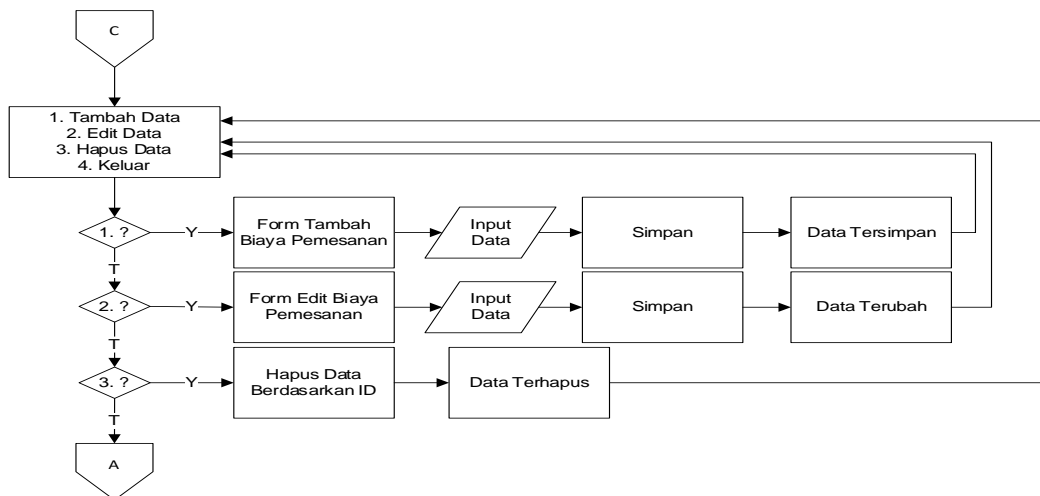 C
1. Tambah Data
2. Edit Data
3. Hapus Data
4. Keluar
1. ?
Y
Form Tambah
Biaya Pemesanan
Input
Data
Simpan
Data Tersimpan
T
2. ?
Y
Form Edit Biaya
Pemesanan
Input
Data
Simpan
Data Terubah
T
3. ?
Y
Hapus Data
Berdasarkan ID
Data Terhapus
T
A